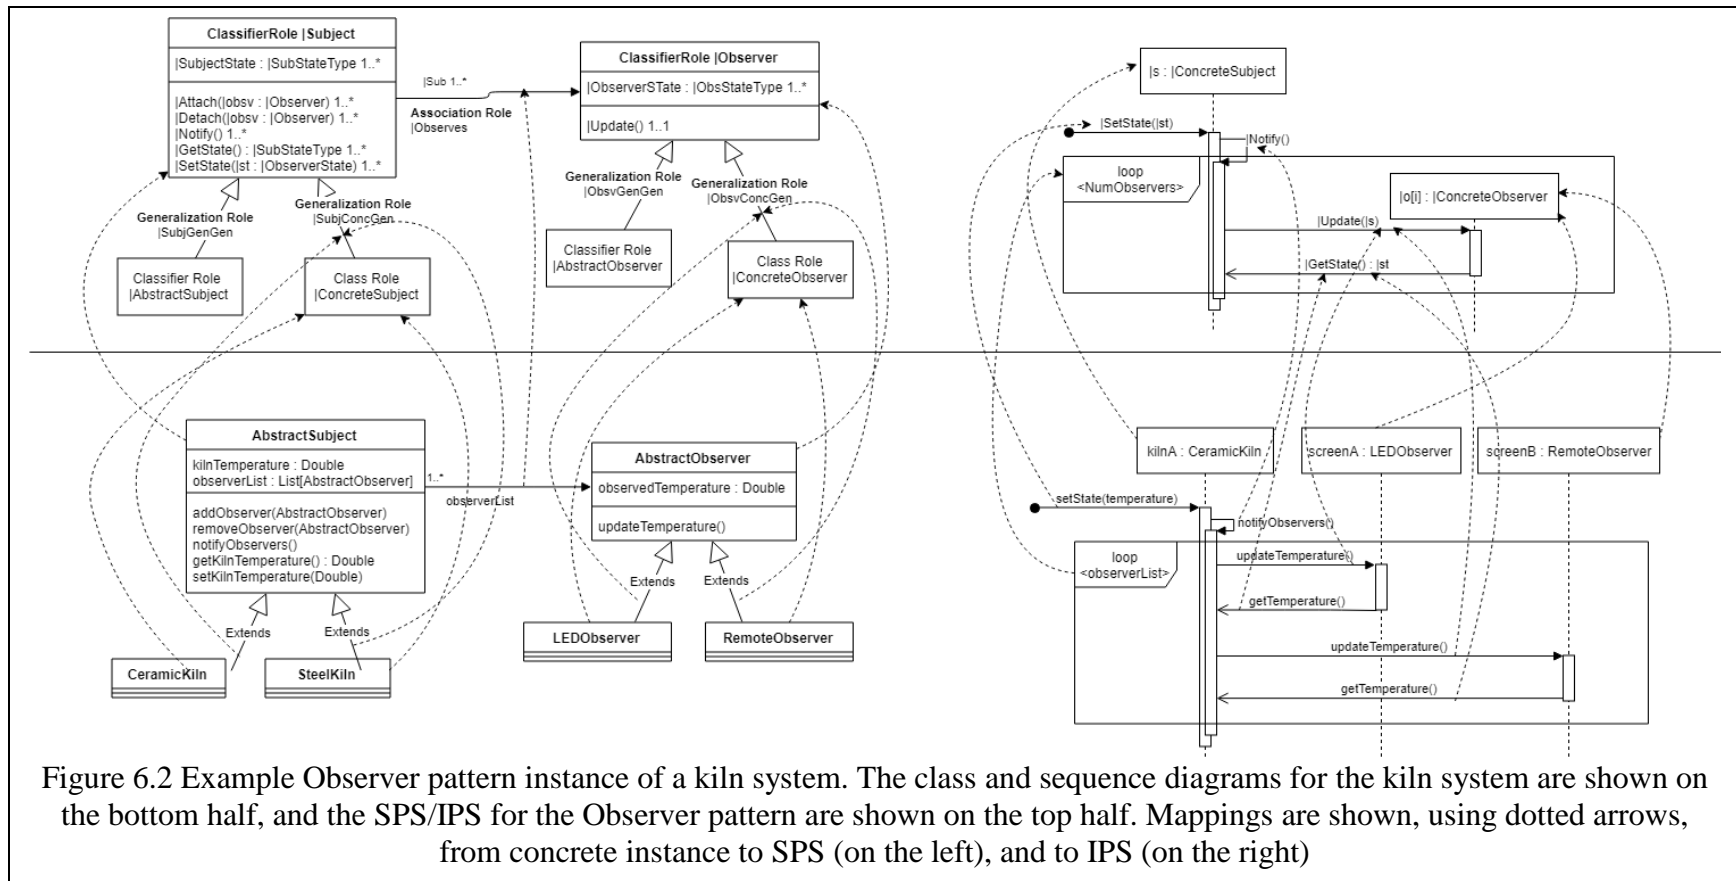 ClassifierRole |Subject
|SubjectState : |SubStateType 1..*
|Attach(|obsv : |Observer) 1..*
|Detach(|obsv : |Observer) 1..*
|Notify() 1..*
|GetState() : |SubStateType 1..*
|SetState(|st : |ObserverState) 1..*
|Sub 1..*
Association Role
|Observes
ClassifierRole |Observer
|ObserverSTate : |ObsStateType 1..*
|Update() 1..1
Generalization Role
|SubjGenGen
Generalization Role
|SubjConcGen
Generalization Role
|ObsvGenGen
Generalization Role
|ObsvConcGen
Classifier Role
|AbstractSubject
Class Role
|ConcreteSubject
Classifier Role
|AbstractObserver
Class Role
|ConcreteObserver
|s : |ConcreteSubject
|SetState(|st)
|Notify()
loop
<NumObservers>
|o[i] : |ConcreteObserver
|Update(|s)
|GetState() : |st
AbstractSubject
kilnTemperature : Double
observerList : List[AbstractObserver]
addObserver(AbstractObserver)
removeObserver(AbstractObserver)
notifyObservers()
getKilnTemperature() : Double
setKilnTemperature(Double)
1..*
observerList
AbstractObserver
observedTemperature : Double
updateTemperature()
Extends
Extends
Extends
Extends
CeramicKiln
SteelKiln
LEDObserver
RemoteObserver
kilnA : CeramicKiln
screenA : LEDObserver
screenB : RemoteObserver
setState(temperature)
notifyObservers()
loop
<observerList>
updateTemperature()
getTemperature()
updateTemperature()
getTemperature()
Figure 6.2 Example Observer pattern instance of a kiln system. The class and sequence diagrams for the kiln system are shown on
the bottom half, and the SPS/IPS for the Observer pattern are shown on the top half. Mappings are shown, using dotted arrows,
from concrete instance to SPS (on the left), and to IPS (on the right)